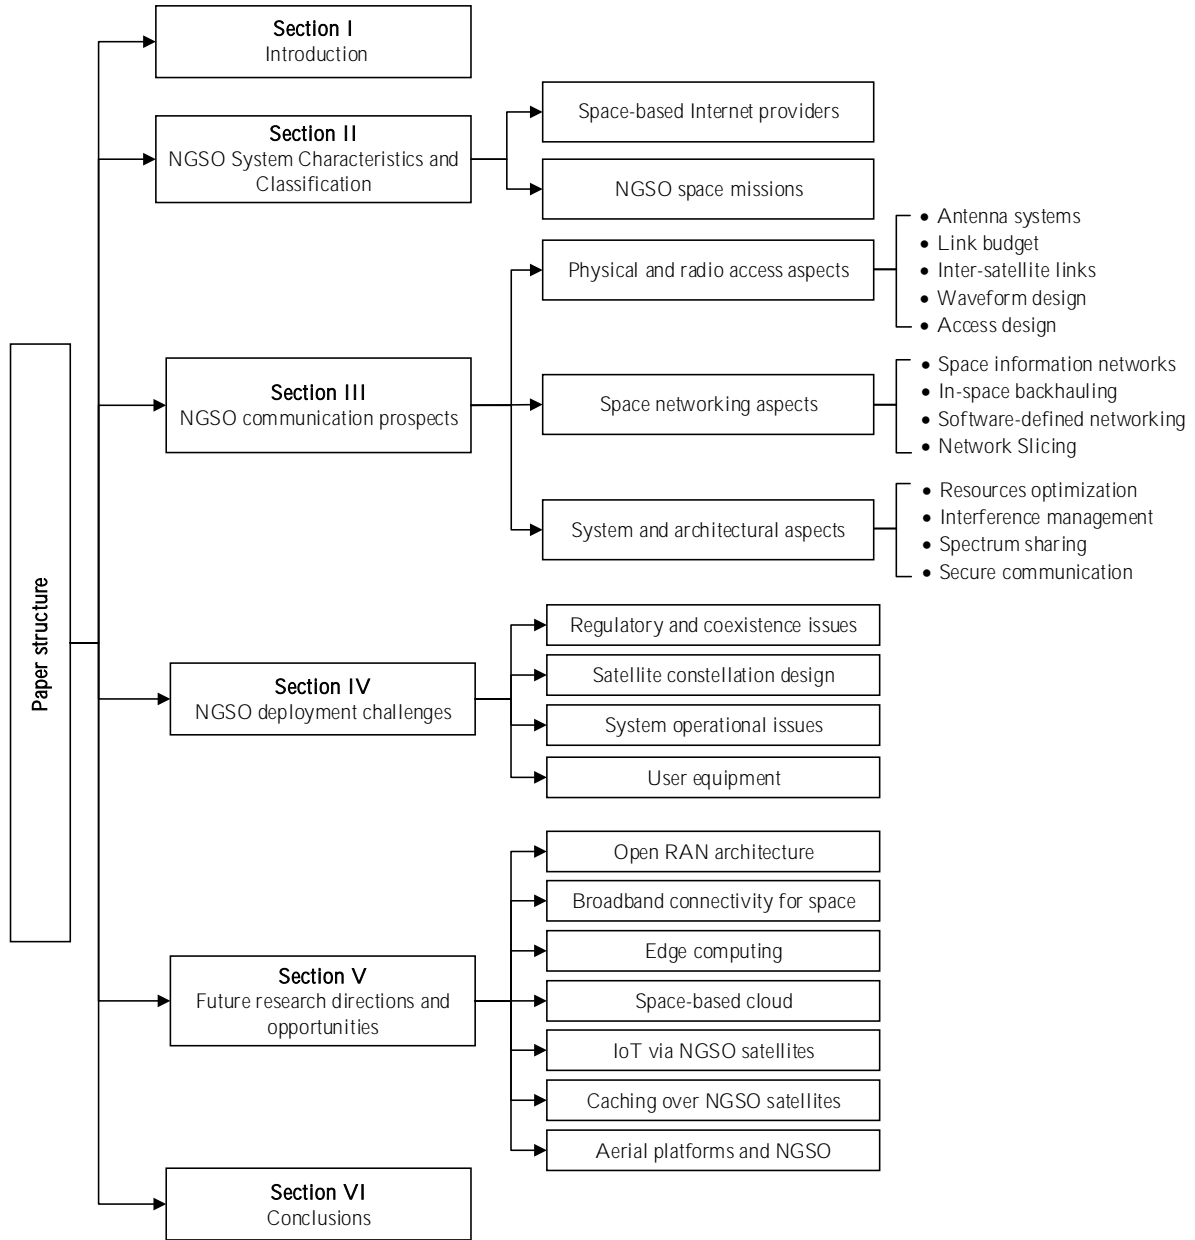 Paper structure
Section I
Introduction
Section II
NGSO System Characteristics and
Classification
Space-based Internet providers
NGSO space missions
Section III
NGSO communication prospects
Physical and radio access aspects
• Antenna systems
• Link budget
• Inter-satellite links
• Waveform design
• Access design
Space networking aspects
• Space information networks
• In-space backhauling
• Software-defined networking
• Network Slicing
System and architectural aspects
• Resources optimization
• Interference management
• Spectrum sharing
• Secure communication
Section IV
NGSO deployment challenges
Regulatory and coexistence issues
Satellite constellation design
System operational issues
User equipment
Section V
Future research directions and
opportunities
Open RAN architecture
Broadband connectivity for space
Edge computing
Space-based cloud
IoT via NGSO satellites
Caching over NGSO satellites
Aerial platforms and NGSO
Section VI
Conclusions